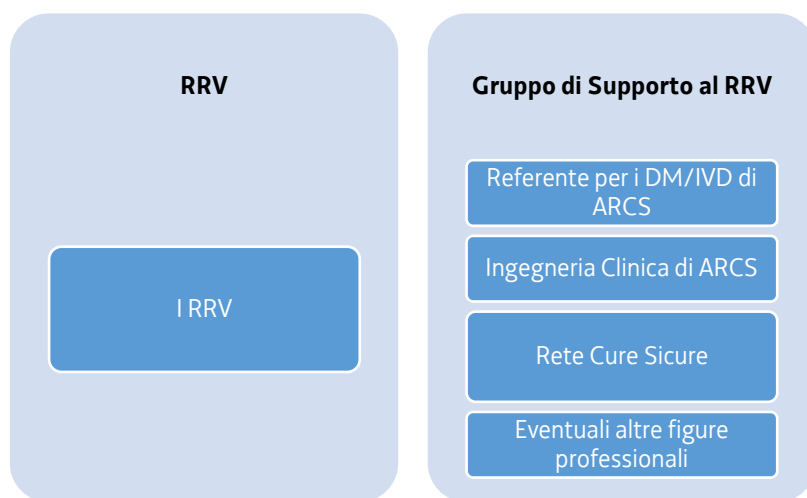 RRV
I RRV
Gruppo di Supporto al RRV
Referente per i DM/IVD di
ARCS
Ingegneria Clinica di ARCS
Rete Cure Sicure
Eventuali altre figure
professionali